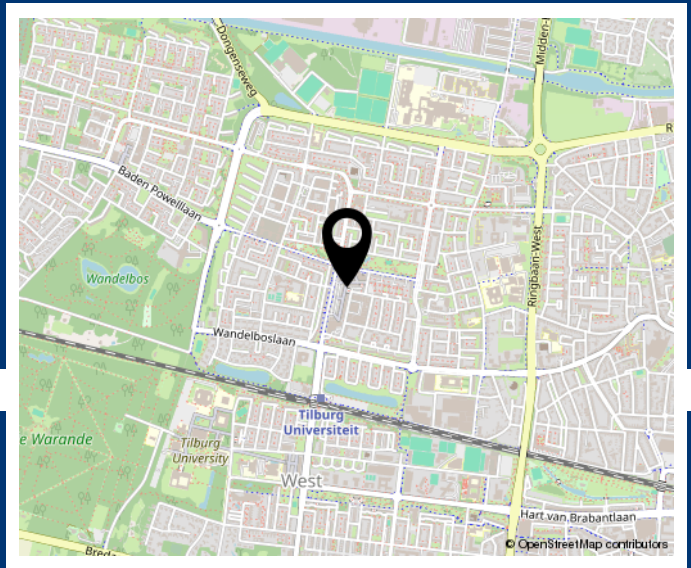 Dongenseweg
Midden-
R
Baden Powelllaan
Wandelbos
Ringbaan-West
Wandelboslaan
Tilburg
Universiteit
e Warande
Tilburg
University
West
Hart van Brabantlaan
Breda
© OpenStreetMap contributors